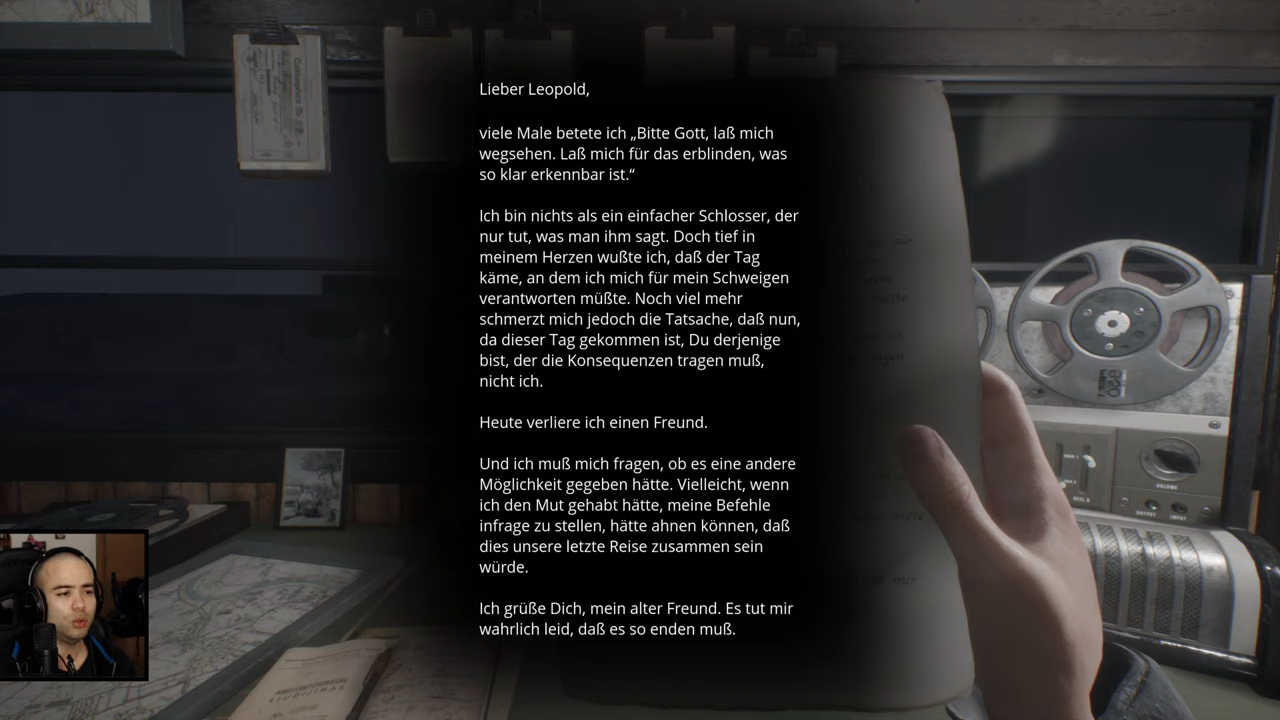 Lieber Leopold,
viele Male betete ich „Bitte Gott, laß mich
wegsehen. Laß mich für das erblinden, was
so klar erkennbar ist.“
Ich bin nichts als ein einfacher Schlosser, der
nur tut, was man ihm sagt. Doch tief in
meinem Herzen wußte ich, daß der Tag
käme, an dem ich mich für mein Schweigen
verantworten müßte. Noch viel mehr
schmerzt mich jedoch die Tatsache, daß nun,
da dieser Tag gekommen ist, Du derjenige
bist, der die Konsequenzen tragen muß,
nicht ich.
Heute verliere ich einen Freund.
Und ich muß mich fragen, ob es eine andere
Möglichkeit gegeben hätte. Vielleicht, wenn
ich den Mut gehabt hätte, meine Befehle
infrage zu stellen, hätte ahnen können, daß
dies unsere letzte Reise zusammen sein
würde.
Ich grüße Dich, mein alter Freund. Es tut mir
wahrlich leid, daß es so enden muß.
VOLUME
OUTPUT INPUT